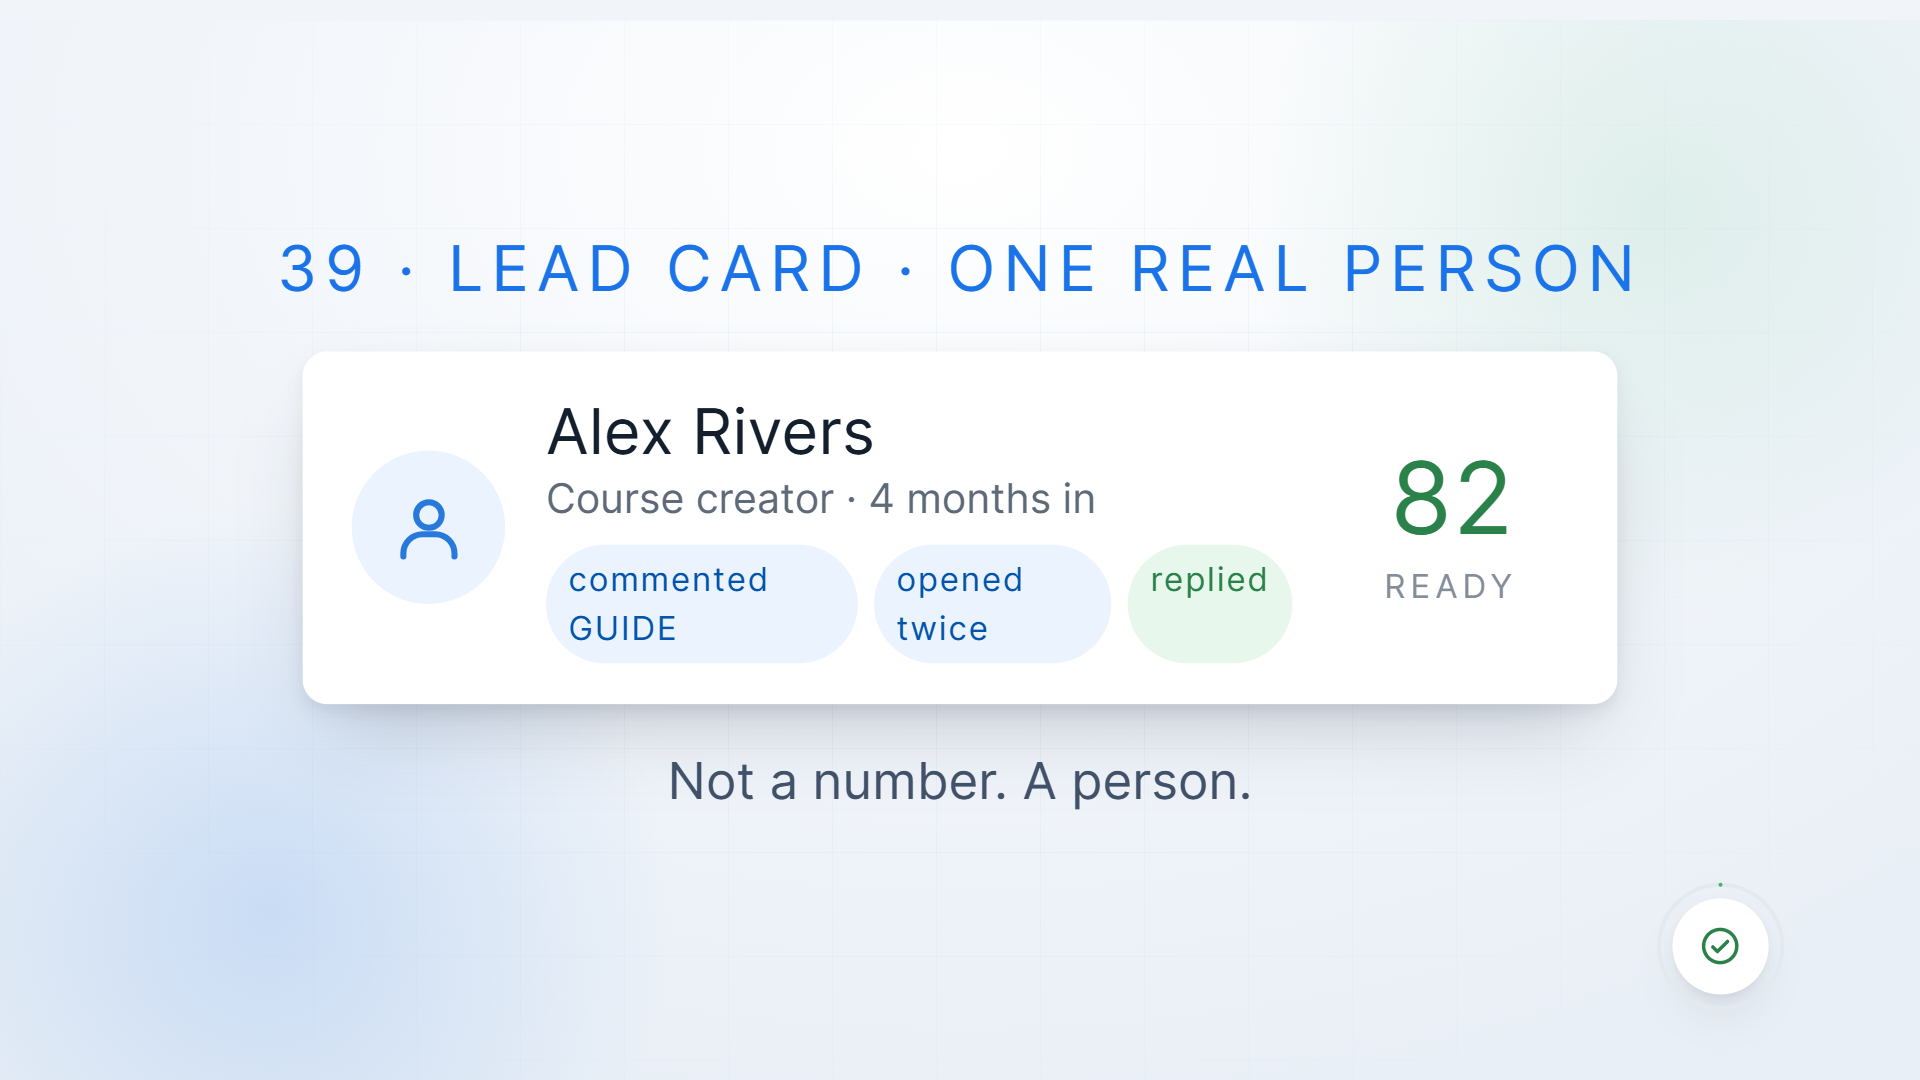 39 · LEAD CARD · ONE REAL PERSON
Alex Rivers
Course creator · 4 months in
commented
GUIDE
opened
twice
replied
82
READY
Not a number. A person.